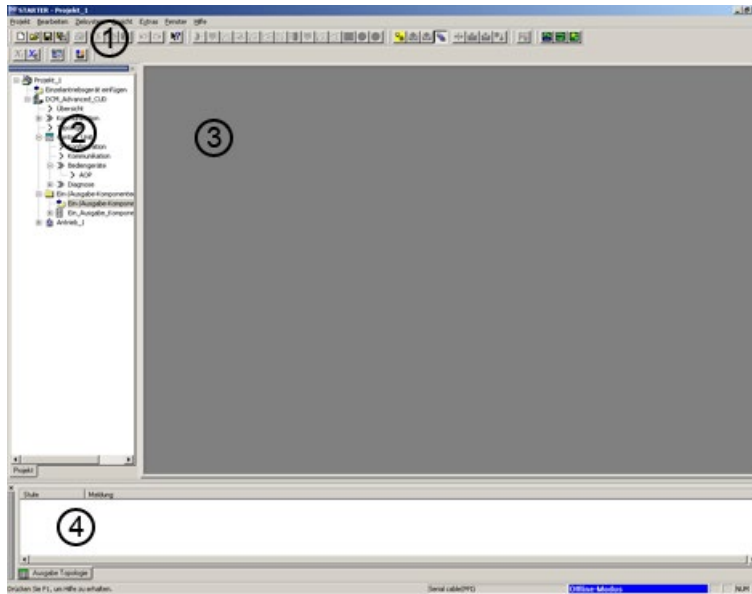 STARTER - Projekt_1
Projekt Bearbeiten Zielsystem Ansicht Extras Fenster Hilfe
1
Projekt_1
Einzelantriebsgerät einfügen
DCM_Advanced_CUD
Übersicht
Kommunikation
2
3
Kommunikation
Bediengeräte
AOP
Diagnose
Ein-/Ausgabe-Komponenten
Ein-/Ausgabe-Kompone
Ein_Ausgabe_Kompone
Antrieb_1
Projekt
Stufe Meldung
4
Ausgabe Topologie
Drücken Sie F1, um Hilfe zu erhalten. Serial cable(PPI) Offline-Modus NUM